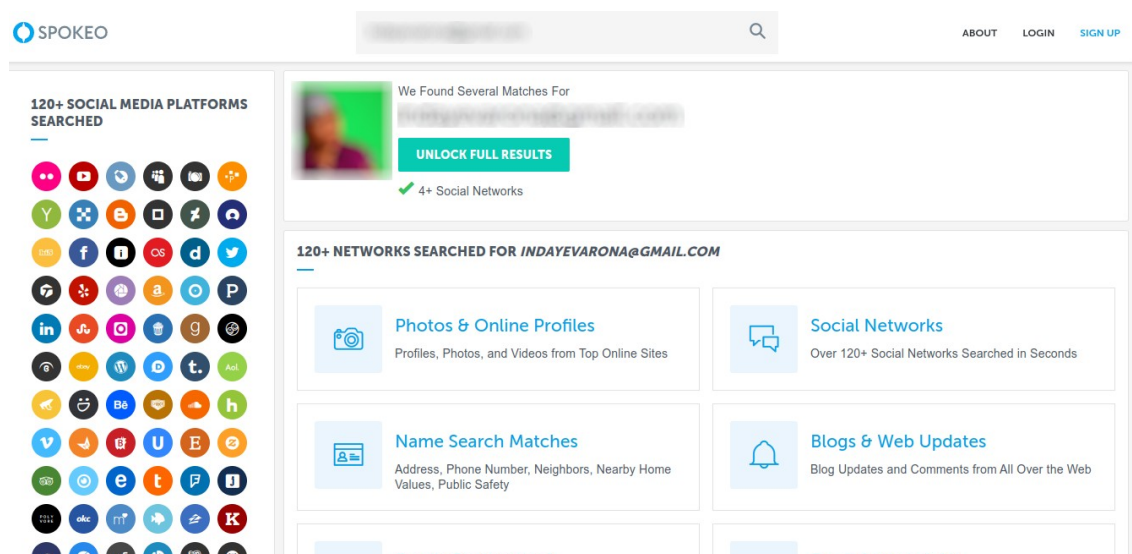 SPOKEO
ABOUT
LOGIN
SIGN UP
120+ SOCIAL MEDIA PLATFORMS
SEARCHED
We Found Several Matches For
UNLOCK FULL RESULTS
4+ Social Networks
120+ NETWORKS SEARCHED FOR INDAYEVARONA@GMAIL.COM
Photos & Online Profiles
Profiles, Photos, and Videos from Top Online Sites
Social Networks
Over 120+ Social Networks Searched in Seconds
Name Search Matches
Address, Phone Number, Neighbors, Nearby Home
Values, Public Safety
Blogs & Web Updates
Blog Updates and Comments from All Over the Web